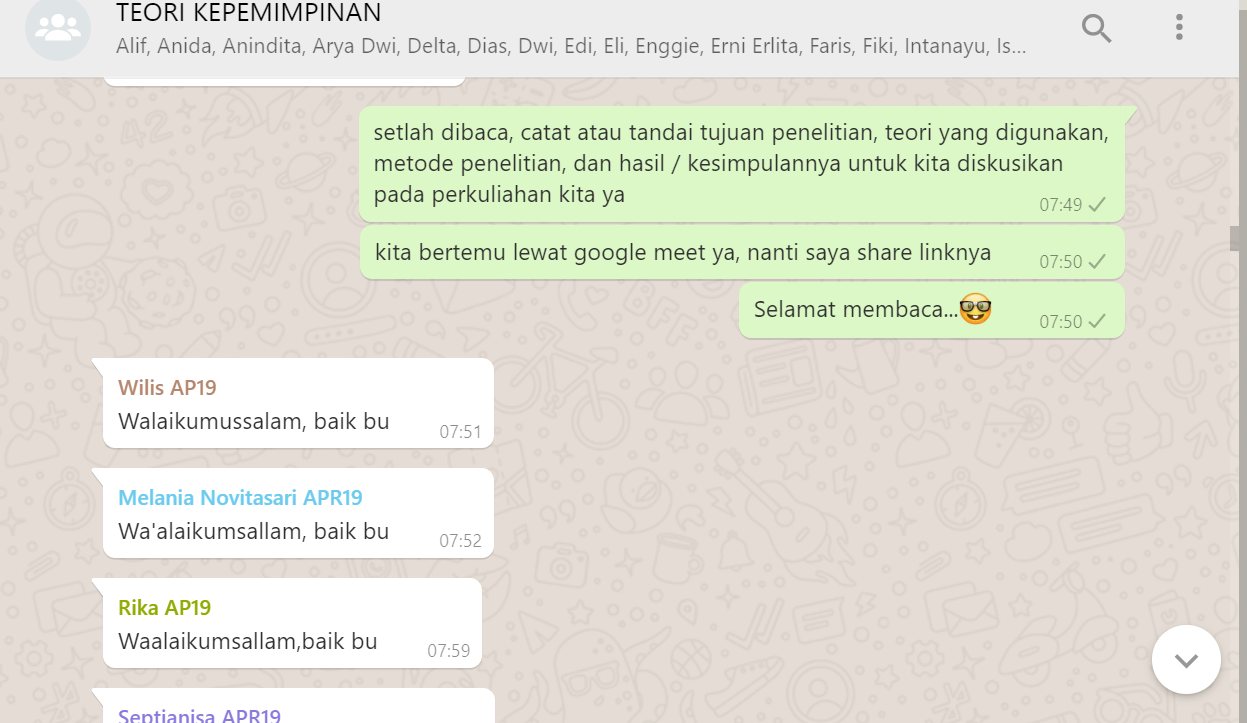 TEORI KEPEMIMPINAN
Alif, Anida, Anindita, Arya Dwi, Delta, Dias, Dwi, Edi, Eli, Enggie, Erni Erlita, Faris, Fiki, Intanayu, Is...
setlah dibaca, catat atau tandai tujuan penelitian, teori yang digunakan,
metode penelitian, dan hasil / kesimpulannya untuk kita diskusikan
pada perkuliahan kita ya
07:49
kita bertemu lewat google meet ya, nanti saya share linknya
07:50
Selamat membaca...🤓
07:50
Wilis AP19
Walaikumussalam, baik bu
07:51
Melania Novitasari APR19
Wa'alaikumsallam, baik bu
07:52
Rika AP19
Waalaikumsallam,baik bu
07:59
Septianisa APR19